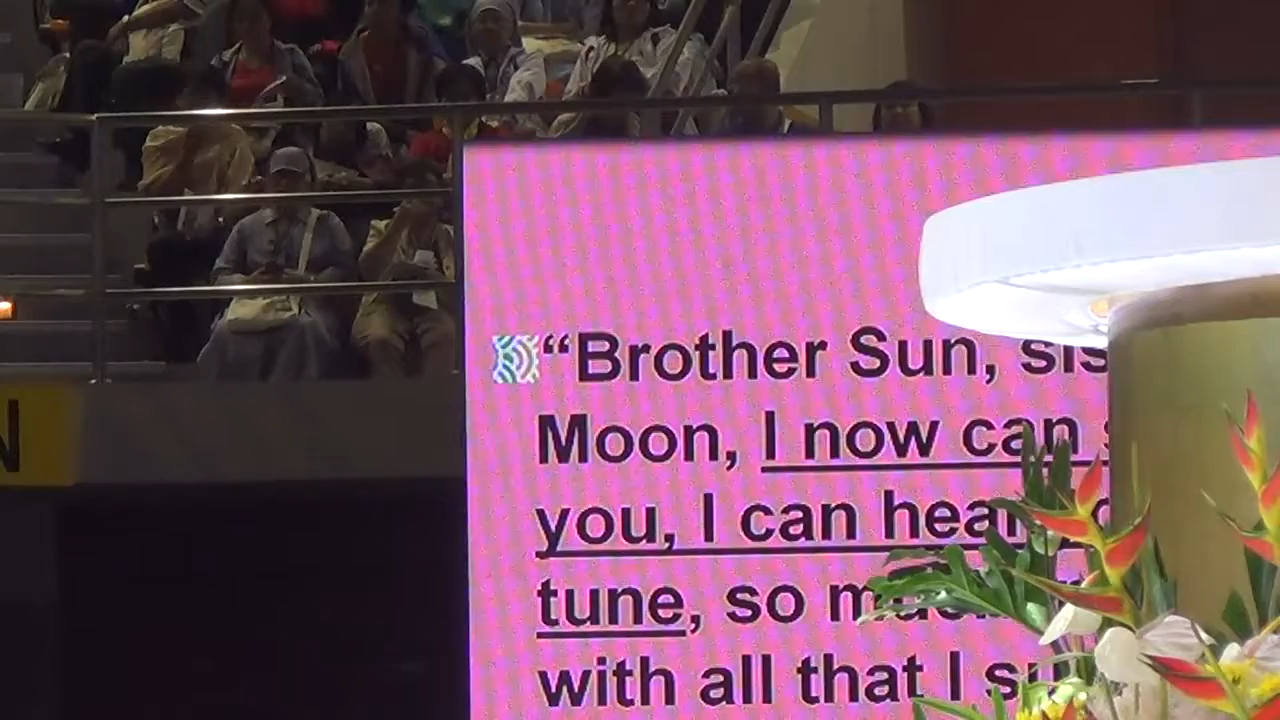 “Brother Sun,
Moon, I now can
you, I can hear
tune, so
with all that I